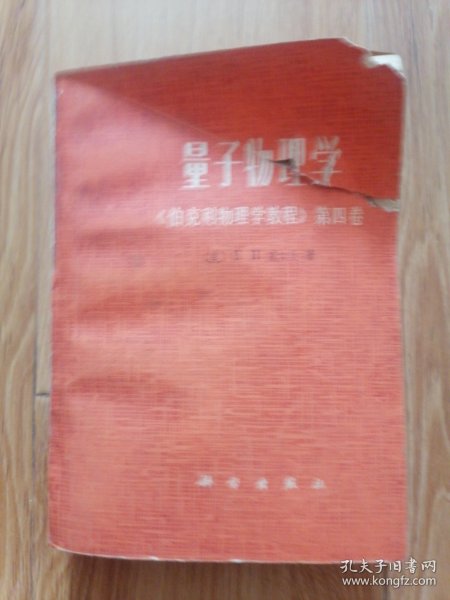 量子物理学
《伯克利物理学教程》第四卷
著
科学出版社
孔夫子旧书网
www.kongfz.com